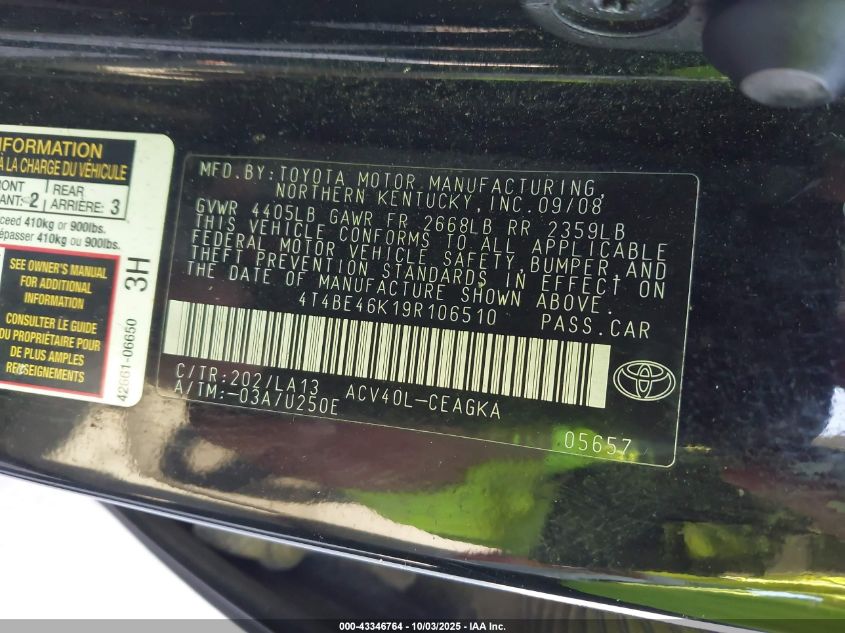 INFORMATION
À LA CHARGE DU VÉHICULE
2
REAR
ARRIÈRE: 3
410kg or 900lbs.
410kg ou 900lbs.
SEE OWNER'S MANUAL
FOR ADDITIONAL
INFORMATION
CONSULTER LE GUIDE
DU PROPRIÉTAIRE POUR
DE PLUS AMPLES
RENSEIGNEMENTS
3H
42661-06650
MFD.BY:TOYOTA MOTOR MANUFACTURING,
NORTHERN KENTUCKY, INC.09/08
GVWR 4405LB GAWR FR 2668LB RR 2359LB
THIS VEHICLE CONFORMS TO ALL APPLICABLE
FEDERAL MOTOR VEHICLE SAFETY,BUMPER,AND
THEFT PREVENTION STANDARDS IN EFFECT ON
THE DATE OF MANUFACTURE SHOWN ABOVE.
4T4BE46K19R106510 PASS.CAR
C/TR:202/LA13 ACV40L-CEAGKA
A/TM:-03A/U250E
05657
000-43346764 - 10/03/2025 - IAA Inc.